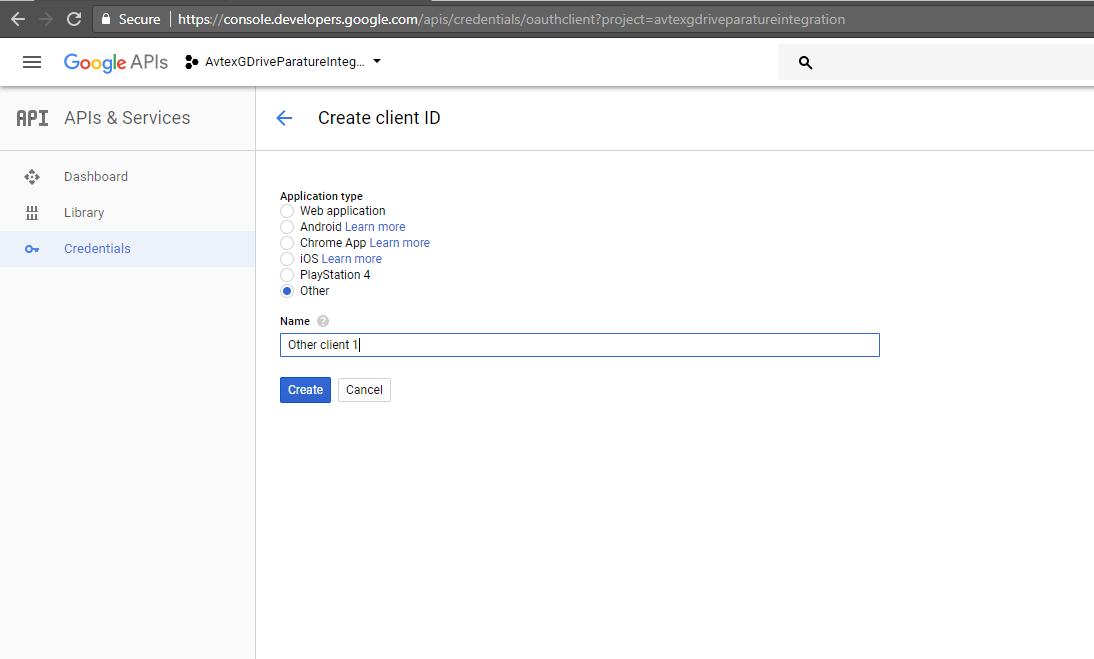 Secure https://console.developers.google.com/apis/credentials/oauthclient?project=avtexgdriveparatureintegration
Google APIs AvtexGDriveParatureInteg...
API APIs & Services
Create client ID
Dashboard
Library
Credentials
Application type
Web application
Android Learn more
Chrome App Learn more
iOS Learn more
PlayStation 4
Other
Name ?
Other client 1
Create Cancel